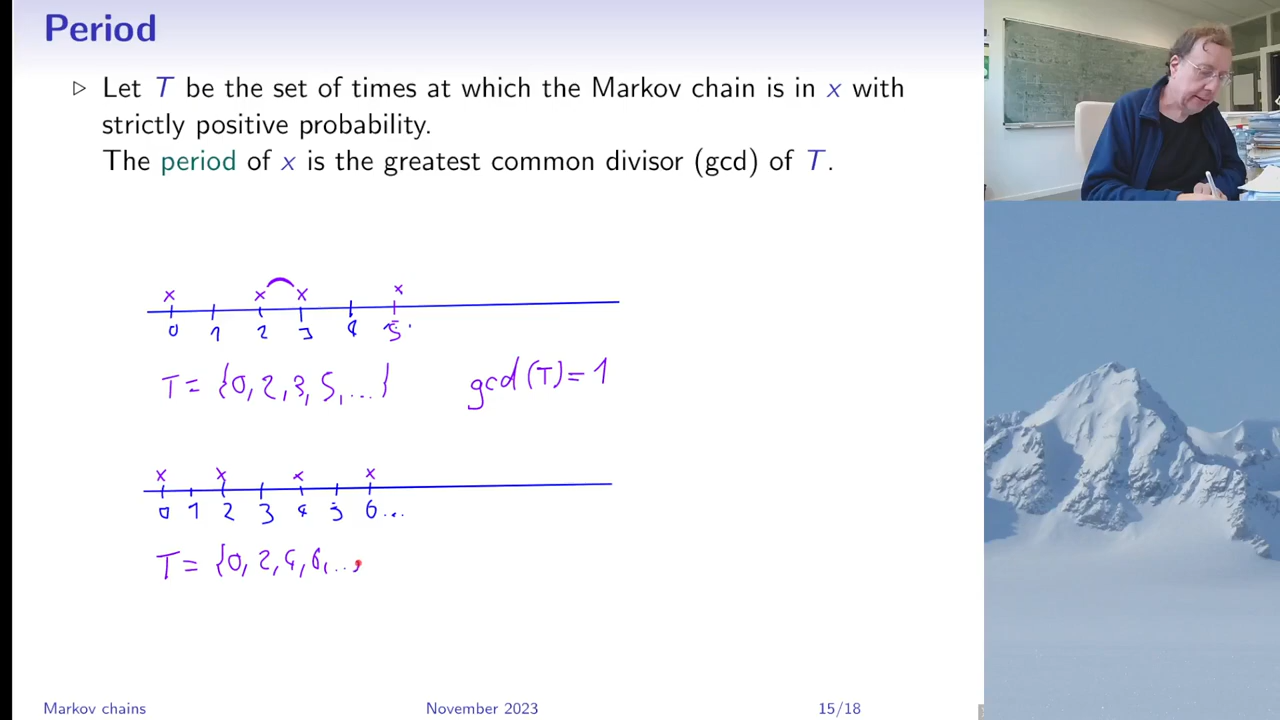 Period
▷ Let T be the set of times at which the Markov chain is in x with
strictly positive probability.
The period of x is the greatest common divisor (gcd) of T.
x x x x
0 1 2 3 4 5.
T = {0, 2, 3, 5, ...} gcd (T) = 1
x x x x
0 1 2 3 4 5 6...
T = {0, 2, 4, 6, ...,
Markov chains November 2023 15/18